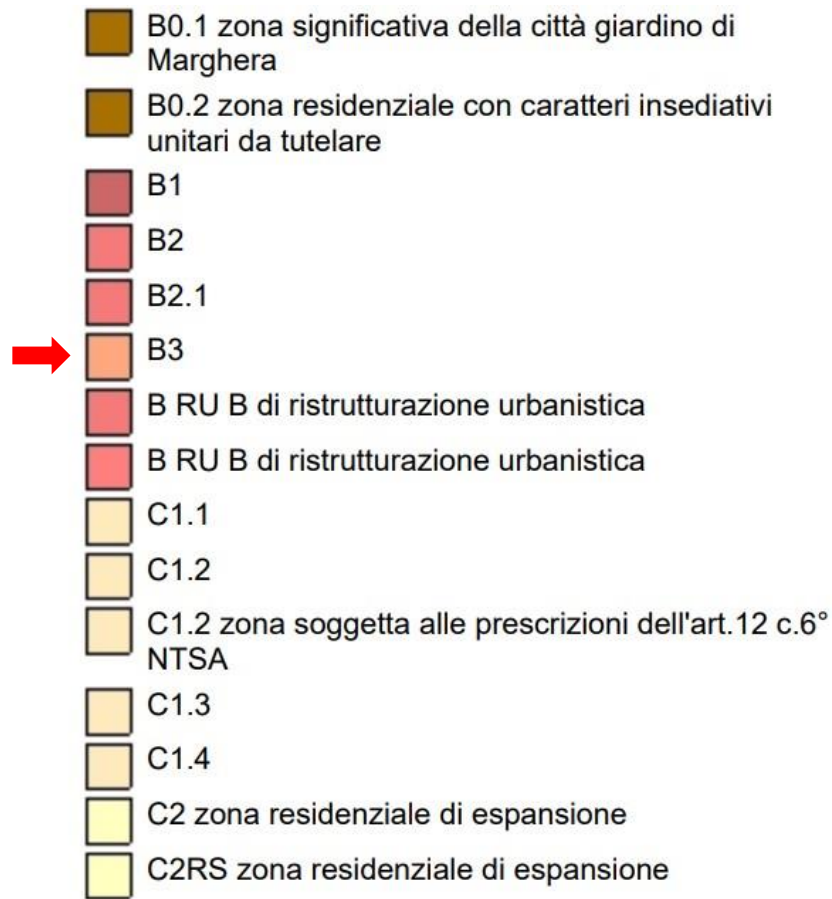 B0.1 zona significativa della città giardino di
Marghera
B0.2 zona residenziale con caratteri insediativi
unitari da tutelare
B1
B2
B2.1
B3
B RU B di ristrutturazione urbanistica
B RU B di ristrutturazione urbanistica
C1.1
C1.2
C1.2 zona soggetta alle prescrizioni dell'art.12 c.6°
NTSA
C1.3
C1.4
C2 zona residenziale di espansione
C2RS zona residenziale di espansione